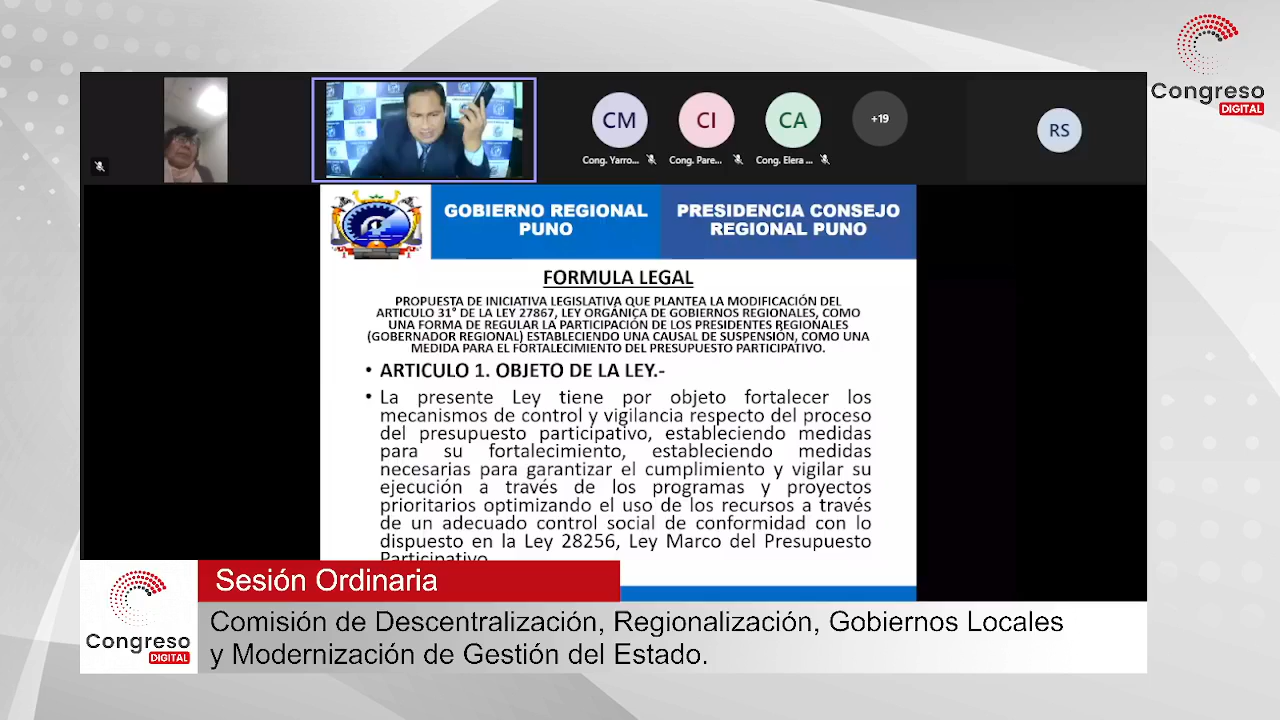 Congreso
DIGITAL
CM
CI
CA
+19
RS
Cong. Yarro...
Cong. Pare...
Cong. Elera ...
GOBIERNO REGIONAL
PUNO
PRESIDENCIA CONSEJO
REGIONAL PUNO
FORMULA LEGAL
PROPUESTA DE INICIATIVA LEGISLATIVA QUE PLANTEA LA MODIFICACIÓN DEL
ARTICULO 31° DE LA LEY 27867, LEY ORGÁNICA DE GOBIERNOS REGIONALES, COMO
UNA FORMA DE REGULAR LA PARTICIPACIÓN DE LOS PRESIDENTES REGIONALES
(GOBERNADOR REGIONAL) ESTABLECIENDO UNA CAUSAL DE SUSPENSIÓN, COMO UNA
MEDIDA PARA EL FORTALECIMIENTO DEL PRESUPUESTO PARTICIPATIVO.
• ARTICULO 1. OBJETO DE LA LEY.-
• La presente Ley tiene por objeto fortalecer los
mecanismos de control y vigilancia respecto del proceso
del presupuesto participativo, estableciendo medidas
para su fortalecimiento, estableciendo medidas
necesarias para garantizar el cumplimiento y vigilar su
ejecución a través de los programas y proyectos
prioritarios optimizando el uso de los recursos a través
de un adecuado control social de conformidad con lo
dispuesto en la Ley 28256, Ley Marco del Presupuesto
Participativo
Sesión Ordinaria
Congreso
DIGITAL
Comisión de Descentralización, Regionalización, Gobiernos Locales
y Modernización de Gestión del Estado.